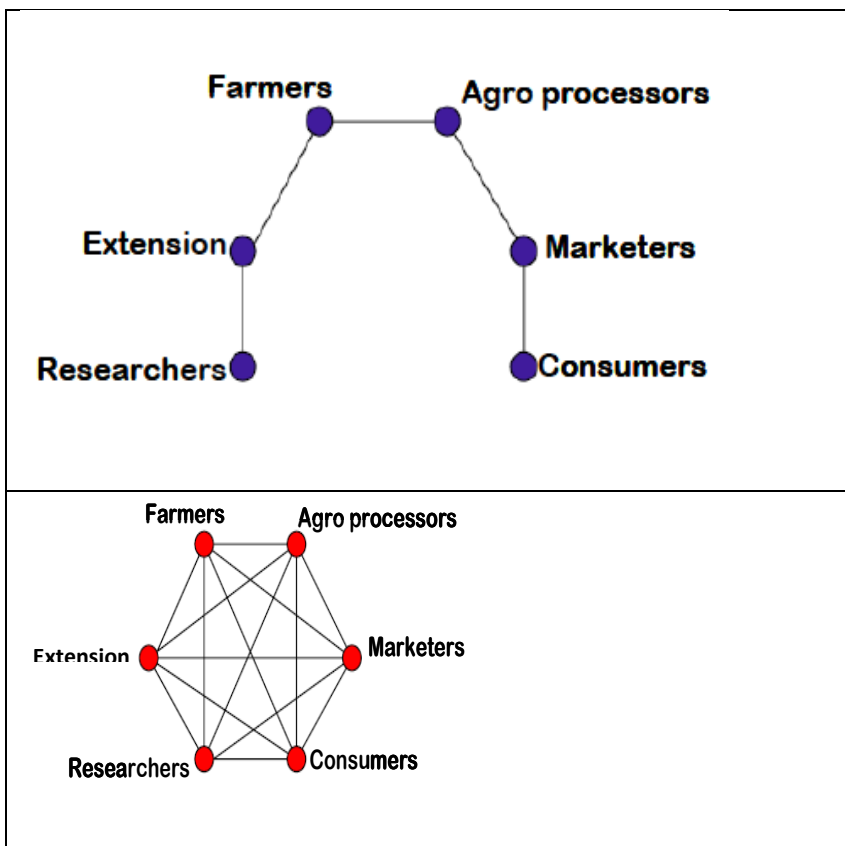 Farmers
Agro processors
Extension
Marketers
Researchers
Consumers
Farmers
Agro processors
Extension
Marketers
Researchers
Consumers